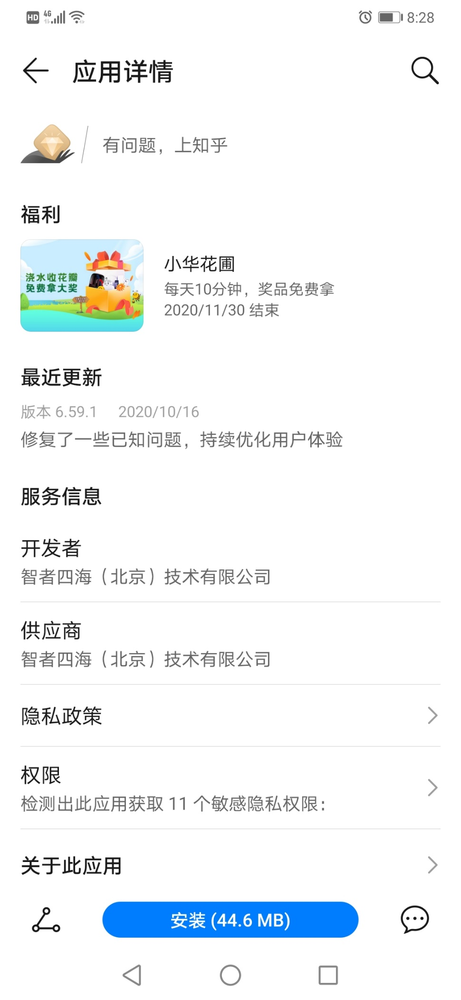 HD 4G 8:28
应用详情
有问题，上知乎
福利
浇水收花瓣
免费拿大奖
小华花圃
每天10分钟，奖品免费拿
2020/11/30 结束
最近更新
版本 6.59.1 2020/10/16
修复了一些已知问题，持续优化用户体验
服务信息
开发者
智者四海（北京）技术有限公司
供应商
智者四海（北京）技术有限公司
隐私政策
权限
检测出此应用获取 11 个敏感隐私权限：
关于此应用
安装 (44.6 MB)